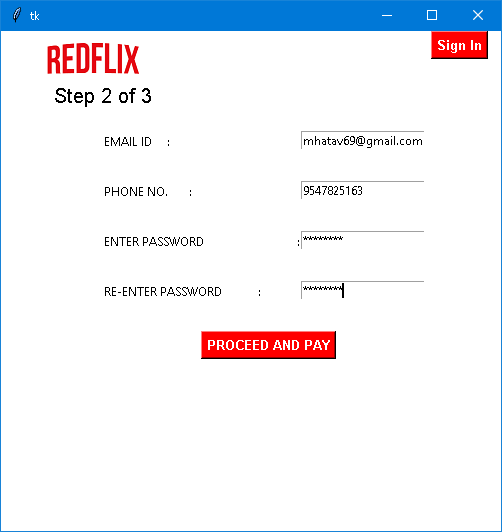 tk
Sign In
REDFLIX
Step 2 of 3
EMAIL ID : mhatav69@gmail.com
PHONE NO. : 9547825163
ENTER PASSWORD : ********
RE-ENTER PASSWORD : ********
PROCEED AND PAY